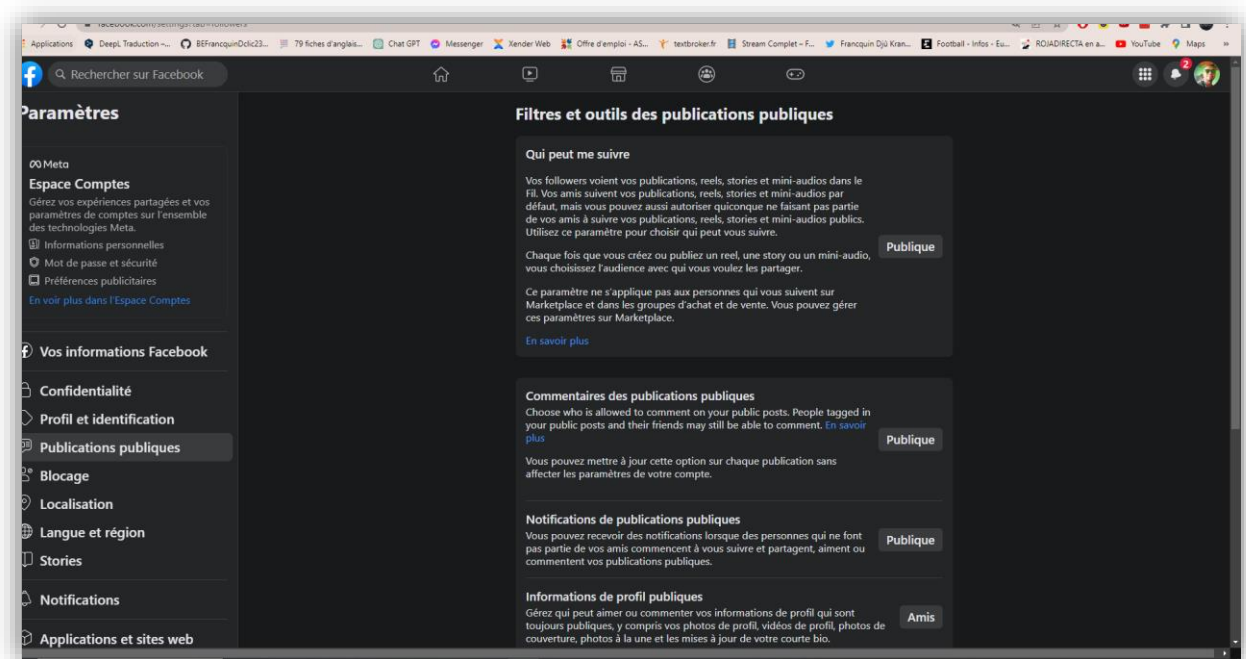 facebook.com/settings?tab=followers
Applications DeepL Traduction –... BEFrancquinDclic23... 79 fiches d'anglais... Chat GPT Messenger Xender Web Offre d'emploi - AS... textbroker.fr Stream Complet – F... Francquin Djü Kran... Football - Infos - Eu... ROJADIRECTA en a... YouTube Maps »
Rechercher sur Facebook
2
Paramètres
Meta
Espace Comptes
Gérez vos expériences partagées et vos
paramètres de comptes sur l'ensemble
des technologies Meta.
Informations personnelles
Mot de passe et sécurité
Préférences publicitaires
En voir plus dans l'Espace Comptes
Vos informations Facebook
Confidentialité
Profil et identification
Publications publiques
Blocage
Localisation
Langue et région
Stories
Notifications
Applications et sites web
Filtres et outils des publications publiques
Qui peut me suivre
Vos followers voient vos publications, reels, stories et mini-audios dans le
Fil. Vos amis suivent vos publications, reels, stories et mini-audios par
défaut, mais vous pouvez aussi autoriser quiconque ne faisant pas partie
de vos amis à suivre vos publications, reels, stories et mini-audios publics.
Utilisez ce paramètre pour choisir qui peut vous suivre.
Publique
Chaque fois que vous créez ou publiez un reel, une story ou un mini-audio,
vous choisissez l'audience avec qui vous voulez les partager.
Ce paramètre ne s'applique pas aux personnes qui vous suivent sur
Marketplace et dans les groupes d'achat et de vente. Vous pouvez gérer
ces paramètres sur Marketplace.
En savoir plus
Commentaires des publications publiques
Choose who is allowed to comment on your public posts. People tagged in
your public posts and their friends may still be able to comment. En savoir
plus
Publique
Vous pouvez mettre à jour cette option sur chaque publication sans
affecter les paramètres de votre compte.
Notifications de publications publiques
Vous pouvez recevoir des notifications lorsque des personnes qui ne font
pas partie de vos amis commencent à vous suivre et partagent, aiment ou
commentent vos publications publiques.
Publique
Informations de profil publiques
Gérez qui peut aimer ou commenter vos informations de profil qui sont
toujours publiques, y compris vos photos de profil, vidéos de profil, photos de
couverture, photos à la une et les mises à jour de votre courte bio.
Amis